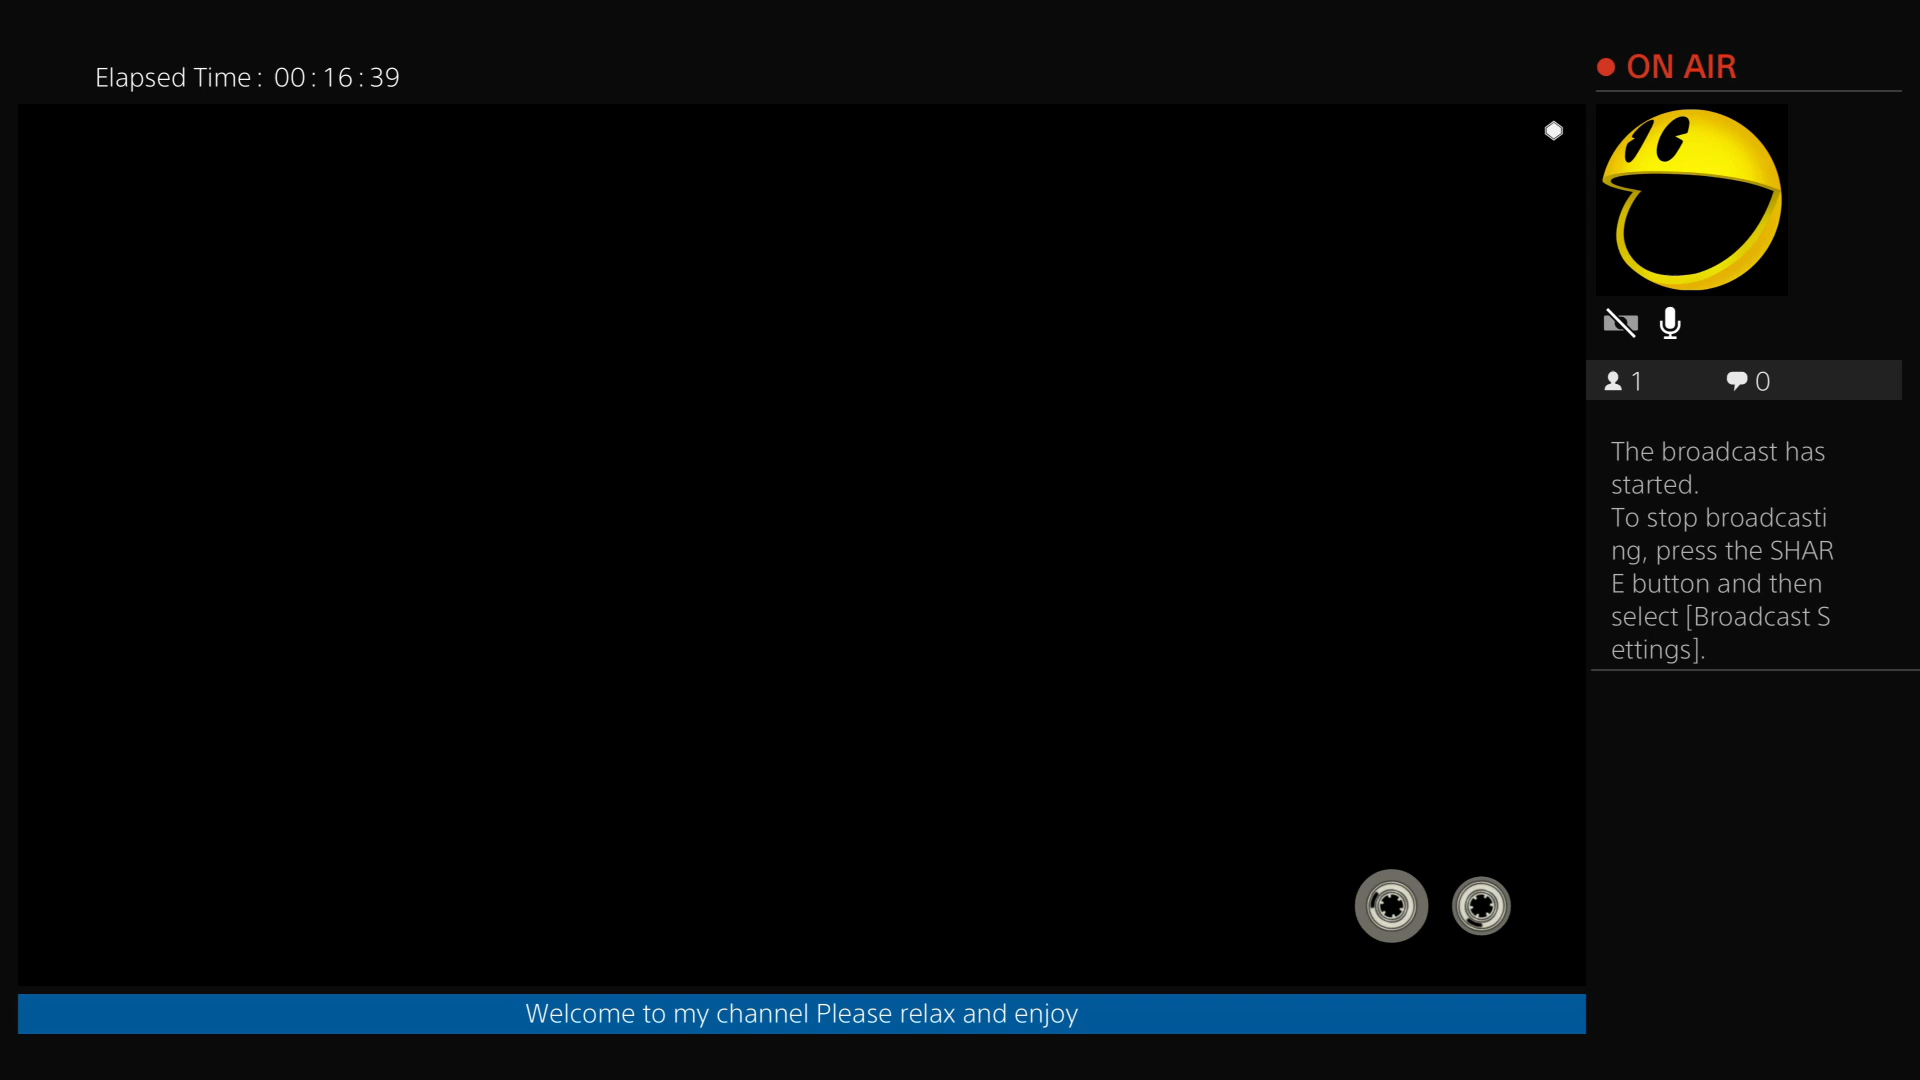 Elapsed Time: 00:16:39
ON AIR
1 0
The broadcast has
started.
To stop broadcasti
ng, press the SHAR
E button and then
select [Broadcast S
ettings].
Welcome to my channel Please relax and enjoy